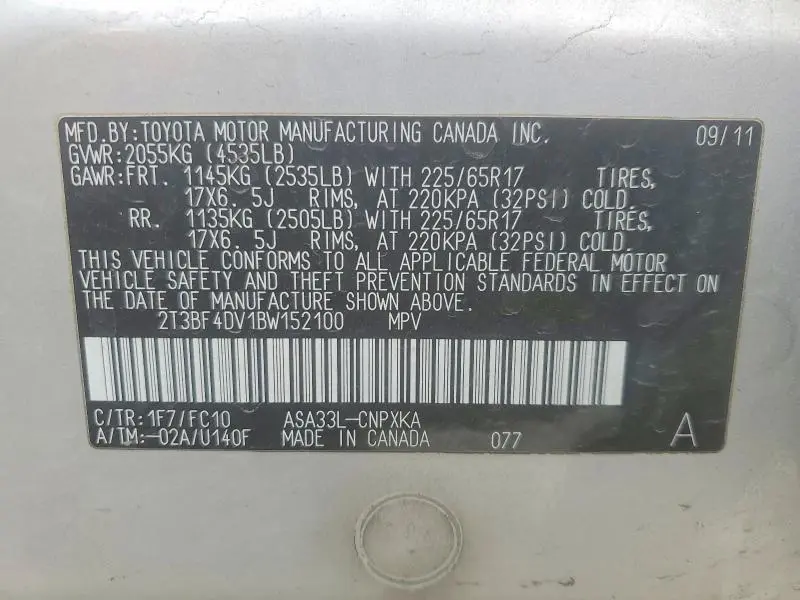 MFD.BY:TOYOTA MOTOR MANUFACTURING CANADA INC. 09/11
GVWR:2055KG (4535LB)
GAWR:FRT. 1145KG (2535LB) WITH 225/65R17 TIRES,
17X6.5J RIMS, AT 220KPA (32PSI) COLD.
RR. 1135KG (2505LB) WITH 225/65R17 TIRES,
17X6.5J RIMS, AT 220KPA (32PSI) COLD.
THIS VEHICLE CONFORMS TO ALL APPLICABLE FEDERAL MOTOR
VEHICLE SAFETY AND THEFT PREVENTION STANDARDS IN EFFECT ON
THE DATE OF MANUFACTURE SHOWN ABOVE.
2T3BF4DV1BW152100 MPV
C/TR:1F7/FC10 ASA33L-CNPXKA
A/TM:-02A/U140F MADE IN CANADA 077 A